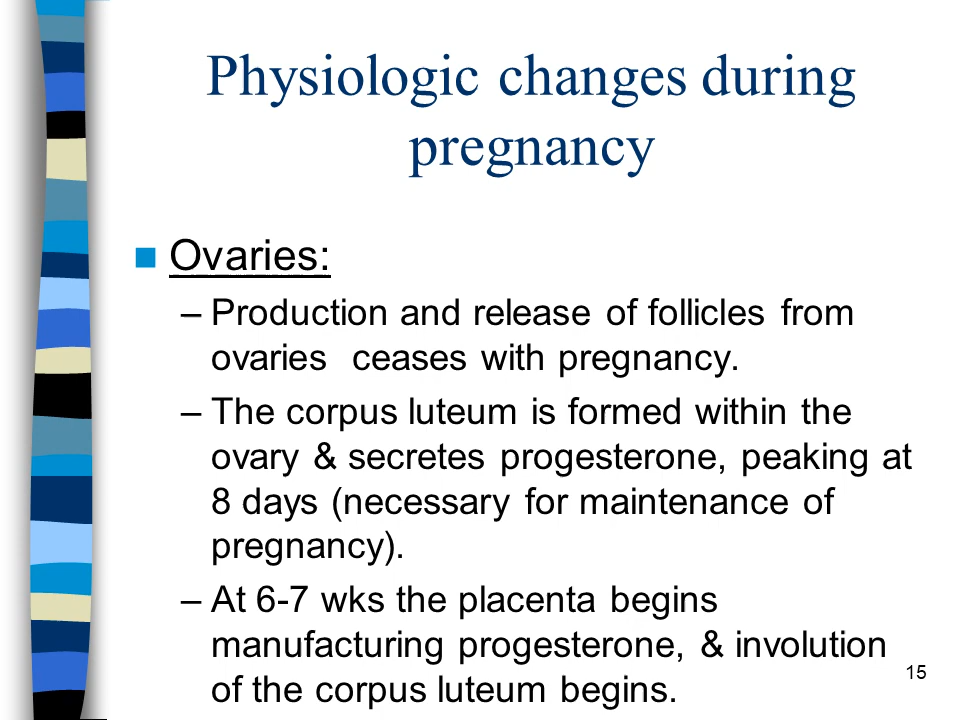 Physiologic changes during
pregnancy
Ovaries:
– Production and release of follicles from
ovaries ceases with pregnancy.
– The corpus luteum is formed within the
ovary & secretes progesterone, peaking at
8 days (necessary for maintenance of
pregnancy).
– At 6-7 wks the placenta begins
manufacturing progesterone, & involution
of the corpus luteum begins.
15